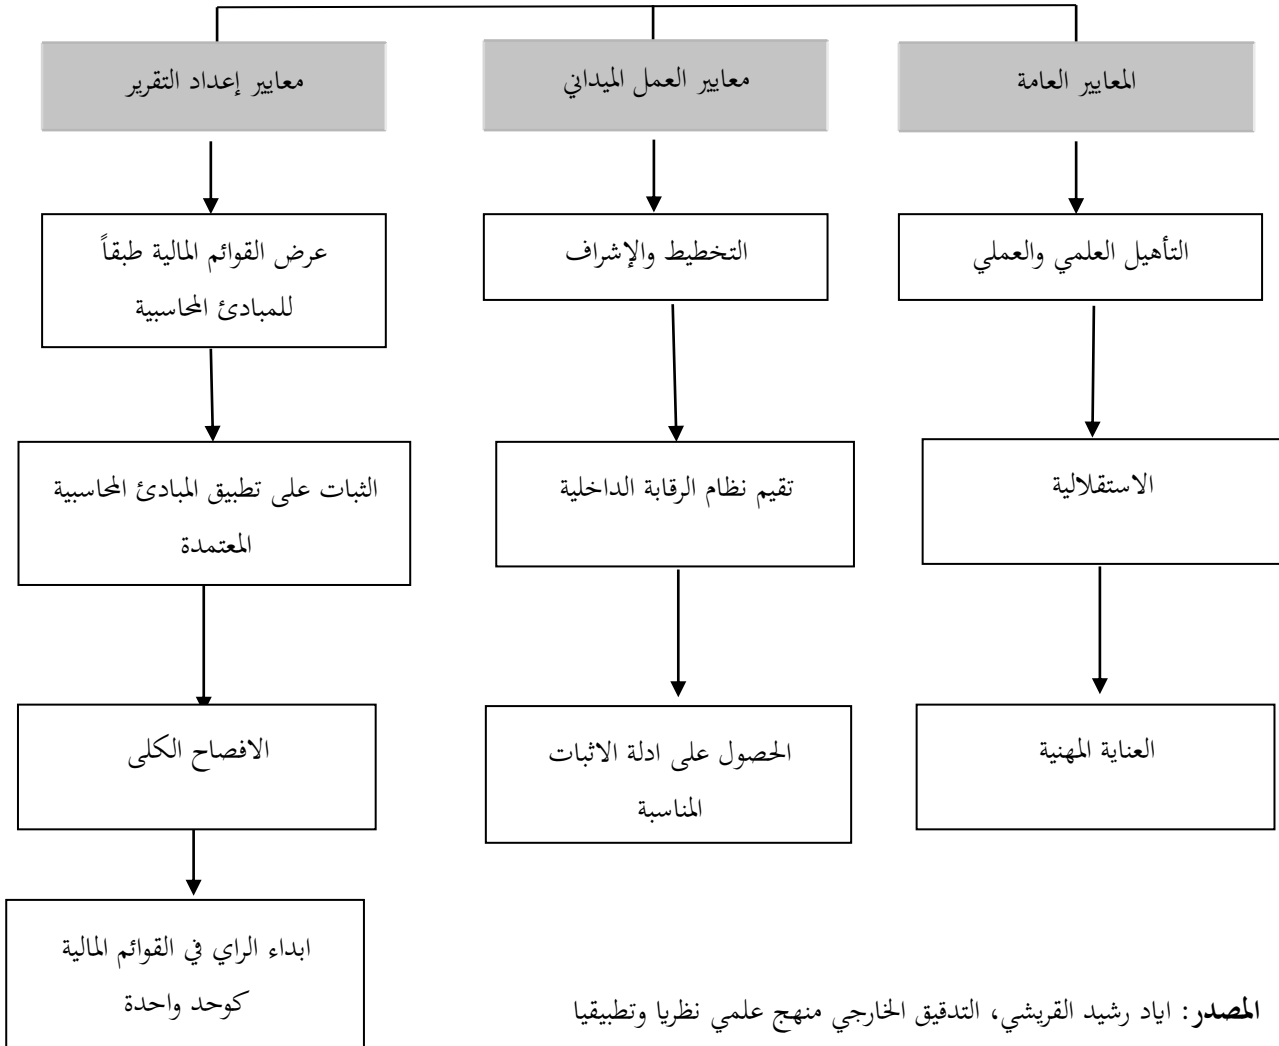 المعايير العامة
معايير العمل الميداني
معايير إعداد التقرير
التأهيل العلمي والعملي
التخطيط والإشراف
عرض القوائم المالية طبقاً
للمبادئ المحاسبية
الاستقلالية
تقيم نظام الرقابة الداخلية
الثبات على تطبيق المبادئ المحاسبية
المعتمدة
العناية المهنية
الحصول على ادلة الاثبات
المناسبة
الافصاح الكلى
ابداء الراي في القوائم المالية
كوحد واحدة
المصدر: اياد رشيد القريشي، التدقيق الخارجي منهج علمي نظريا وتطبيقيا